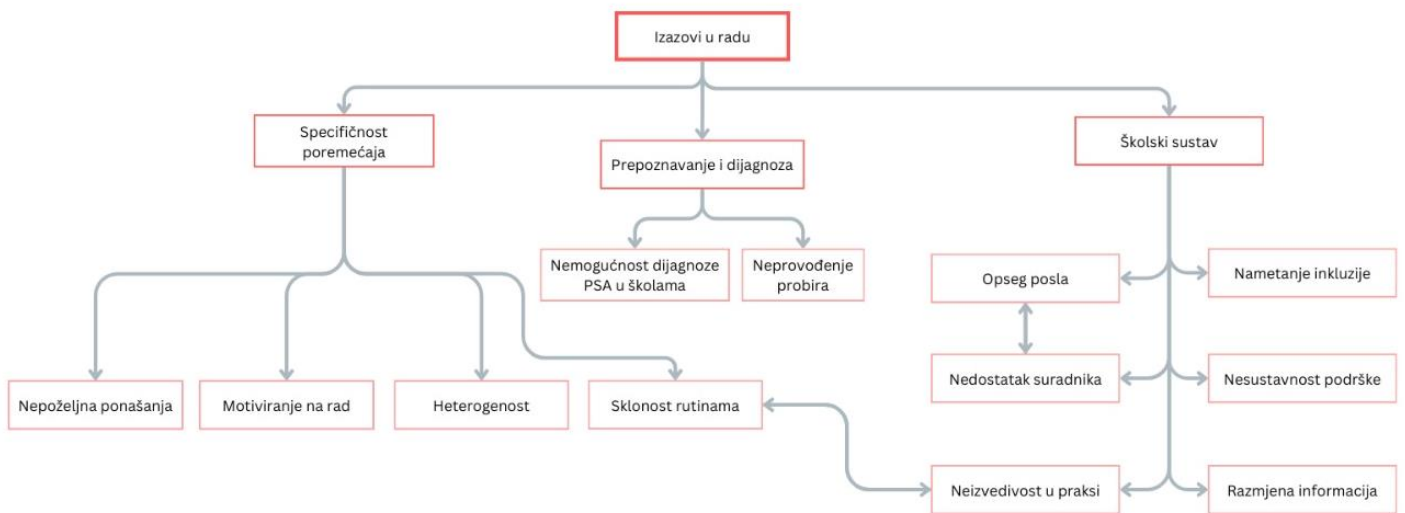 Izazovi u radu
Specifičnost
poremećaja
Prepoznavanje i dijagnoza
Školski sustav
Nemogućnost dijagnoze
PSA u školama
Neprovođenje
probira
Opseg posla
Nametanje inkluzije
Nepoželjna ponašanja
Motiviranje na rad
Heterogenost
Sklonost rutinama
Nedostatak suradnika
Nesustavnost podrške
Neizvedivost u praksi
Razmjena informacija